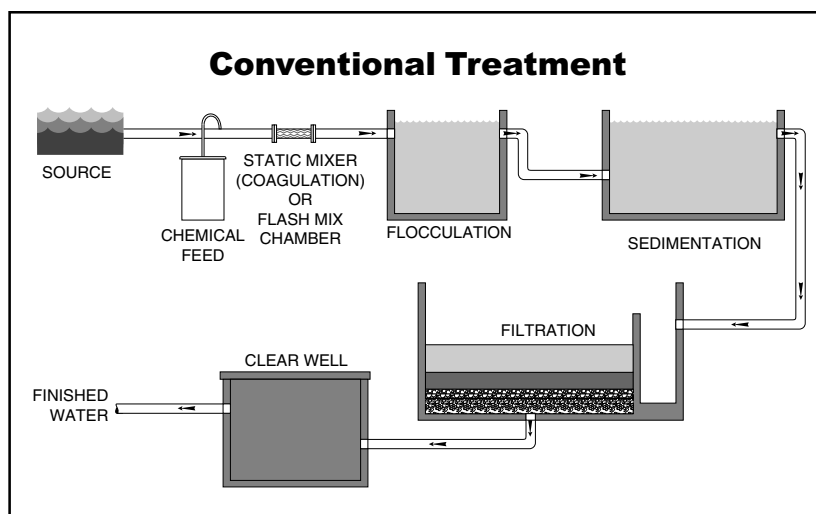 Conventional Treatment
SOURCE
CHEMICAL
FEED
STATIC MIXER
(COAGULATION)
OR
FLASH MIX
CHAMBER
FLOCCULATION
SEDIMENTATION
FILTRATION
CLEAR WELL
FINISHED
WATER